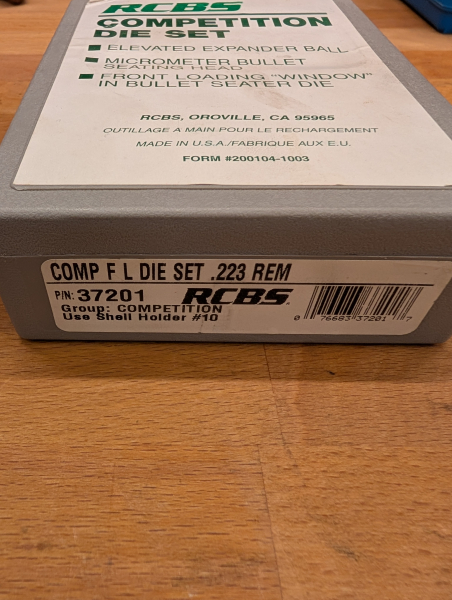 RCBS
COMPETITION
DIE SET
ELEVATED EXPANDER BALL
MICROMETER BULLET
SEATING HEAD
FRONT LOADING "WINDOW"
IN BULLET SEATER DIE
RCBS, OROVILLE, CA 95965
OUTILLAGE A MAIN POUR LE RECHARGEMENT
MADE IN U.S.A./FABRIQUE AUX E.U.
FORM #200104-1003
COMP F L DIE SET .223 REM
P/N: 37201 RCBS.
Group: COMPETITION
Use Shell Holder #10
0 76683 37201 7